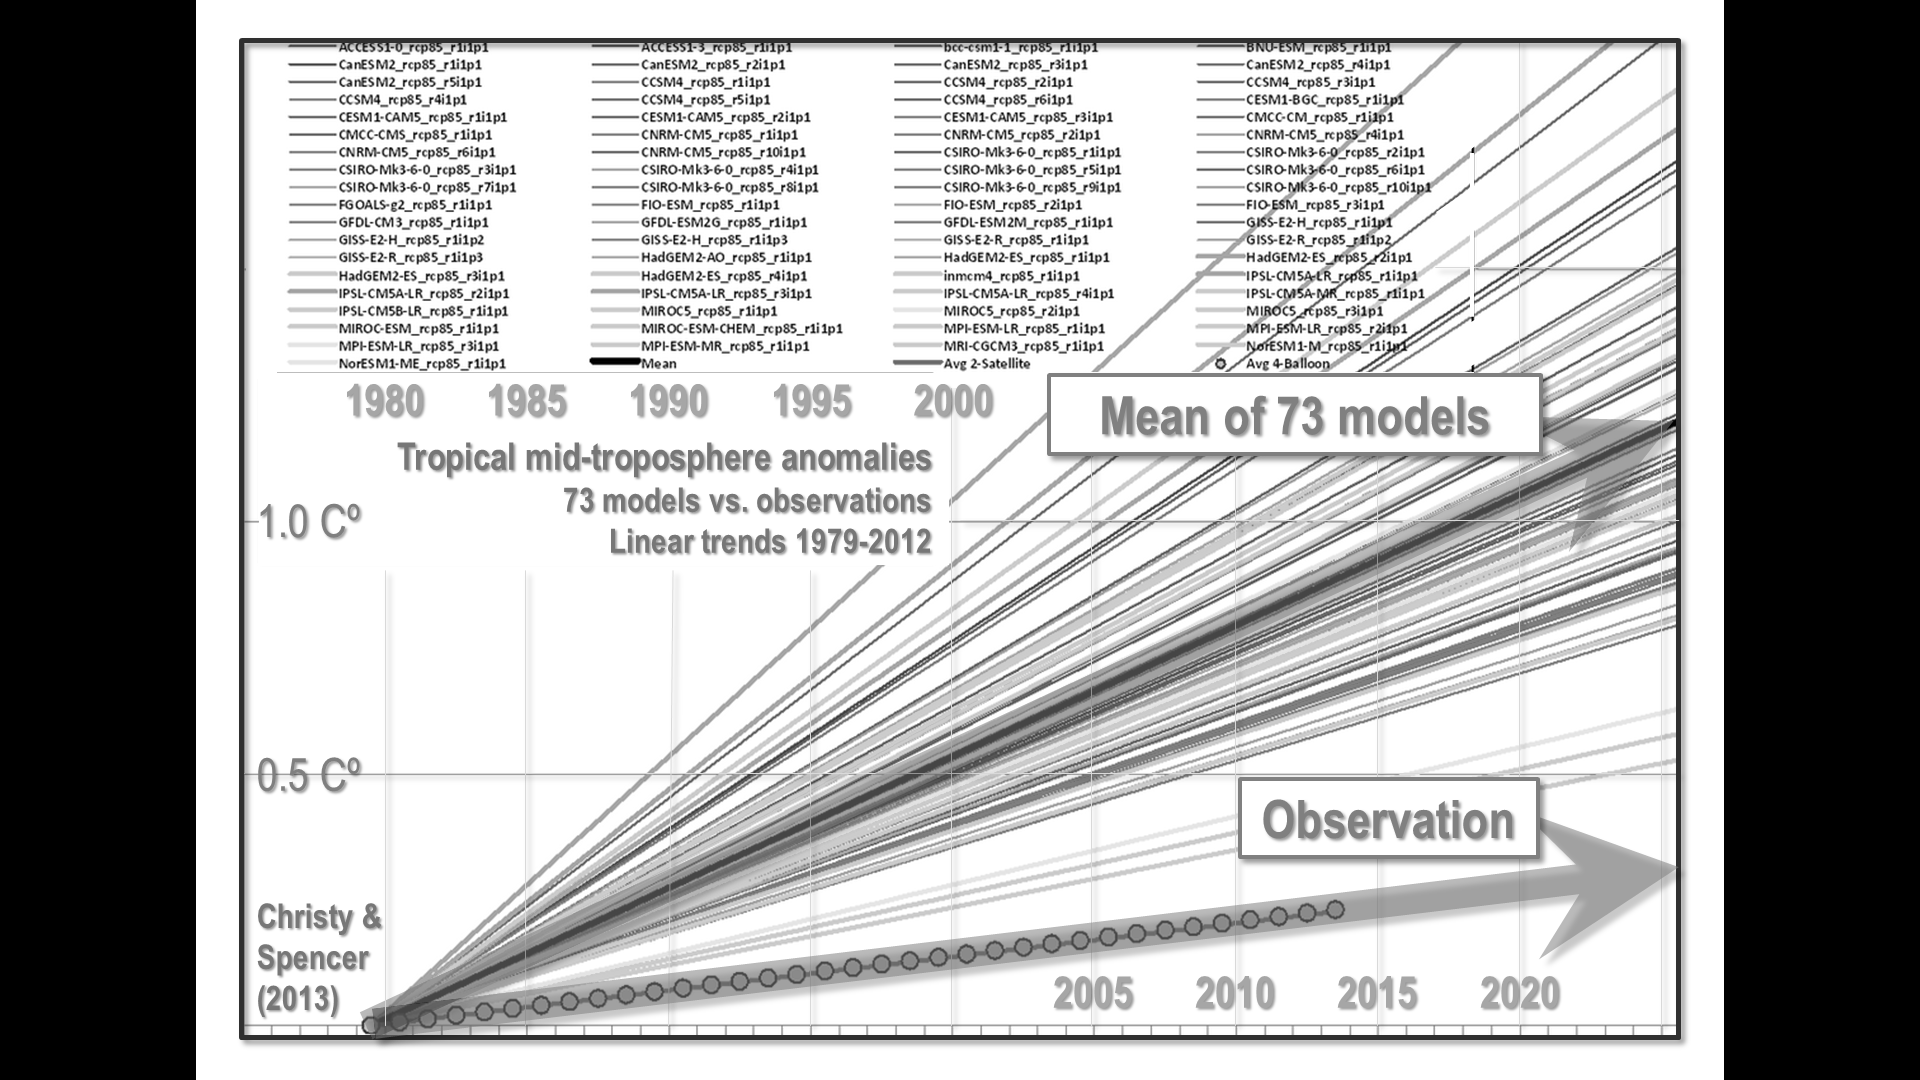 ACCESS1-0_rcp85_r1i1p1 ACCESS1-3_rcp85_r1i1p1 bcc-csm1-1_rcp85_r1i1p1 BNU-ESM_rcp85_r1i1p1
CanESM2_rcp85_r1i1p1 CanESM2_rcp85_r2i1p1 CanESM2_rcp85_r3i1p1 CanESM2_rcp85_r4i1p1
CanESM2_rcp85_r5i1p1 CCSM4_rcp85_r1i1p1 CCSM4_rcp85_r2i1p1 CCSM4_rcp85_r3i1p1
CCSM4_rcp85_r4i1p1 CCSM4_rcp85_r5i1p1 CCSM4_rcp85_r6i1p1 CESM1-BGC_rcp85_r1i1p1
CESM1-CAM5_rcp85_r1i1p1 CESM1-CAM5_rcp85_r2i1p1 CESM1-CAM5_rcp85_r3i1p1 CMCC-CM_rcp85_r1i1p1
CMCC-CMS_rcp85_r1i1p1 CNRM-CM5_rcp85_r1i1p1 CNRM-CM5_rcp85_r2i1p1 CNRM-CM5_rcp85_r4i1p1
CNRM-CM5_rcp85_r6i1p1 CNRM-CM5_rcp85_r10i1p1 CSIRO-Mk3-6-0_rcp85_r1i1p1 CSIRO-Mk3-6-0_rcp85_r2i1p1
CSIRO-Mk3-6-0_rcp85_r3i1p1 CSIRO-Mk3-6-0_rcp85_r4i1p1 CSIRO-Mk3-6-0_rcp85_r5i1p1 CSIRO-Mk3-6-0_rcp85_r6i1p1
CSIRO-Mk3-6-0_rcp85_r7i1p1 CSIRO-Mk3-6-0_rcp85_r8i1p1 CSIRO-Mk3-6-0_rcp85_r9i1p1 CSIRO-Mk3-6-0_rcp85_r10i1p1
FGOALS-g2_rcp85_r1i1p1 FIO-ESM_rcp85_r1i1p1 FIO-ESM_rcp85_r2i1p1 FIO-ESM_rcp85_r3i1p1
GFDL-CM3_rcp85_r1i1p1 GFDL-ESM2G_rcp85_r1i1p1 GFDL-ESM2M_rcp85_r1i1p1 GISS-E2-H_rcp85_r1i1p1
GISS-E2-H_rcp85_r1i1p2 GISS-E2-H_rcp85_r1i1p3 GISS-E2-R_rcp85_r1i1p1 GISS-E2-R_rcp85_r1i1p2
GISS-E2-R_rcp85_r1i1p3 HadGEM2-AO_rcp85_r1i1p1 HadGEM2-ES_rcp85_r1i1p1 HadGEM2-ES_rcp85_r2i1p1
HadGEM2-ES_rcp85_r3i1p1 HadGEM2-ES_rcp85_r4i1p1 inmcm4_rcp85_r1i1p1 IPSL-CM5A-LR_rcp85_r1i1p1
IPSL-CM5A-LR_rcp85_r2i1p1 IPSL-CM5A-LR_rcp85_r3i1p1 IPSL-CM5A-LR_rcp85_r4i1p1 IPSL-CM5A-MR_rcp85_r1i1p1
IPSL-CM5B-LR_rcp85_r1i1p1 MIROC5_rcp85_r1i1p1 MIROC5_rcp85_r2i1p1 MIROC5_rcp85_r3i1p1
MIROC-ESM_rcp85_r1i1p1 MIROC-ESM-CHEM_rcp85_r1i1p1 MPI-ESM-LR_rcp85_r1i1p1 MPI-ESM-LR_rcp85_r2i1p1
MPI-ESM-LR_rcp85_r3i1p1 MPI-ESM-MR_rcp85_r1i1p1 MRI-CGCM3_rcp85_r1i1p1 NorESM1-M_rcp85_r1i1p1
NorESM1-ME_rcp85_r1i1p1 Mean Avg 2-Satellite Avg 4-Balloon
1980 1985 1990 1995 2000
Mean of 73 models
Tropical mid-troposphere anomalies
73 models vs. observations
Linear trends 1979-2012
1.0 Cº
0.5 Cº
Observation
Christy &
Spencer
(2013)
2005 2010 2015 2020